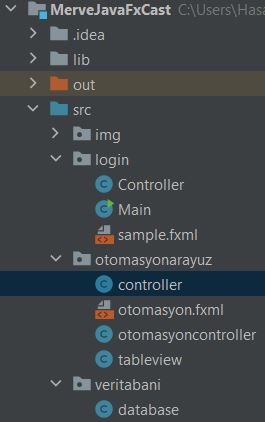 MerveJavaFxCast C:\Users\Hasa
.idea
lib
out
src
img
login
Controller
Main
sample.fxml
otomasyonarayuz
controller
otomasyon.fxml
otomasyoncontroller
tableview
veritabani
database